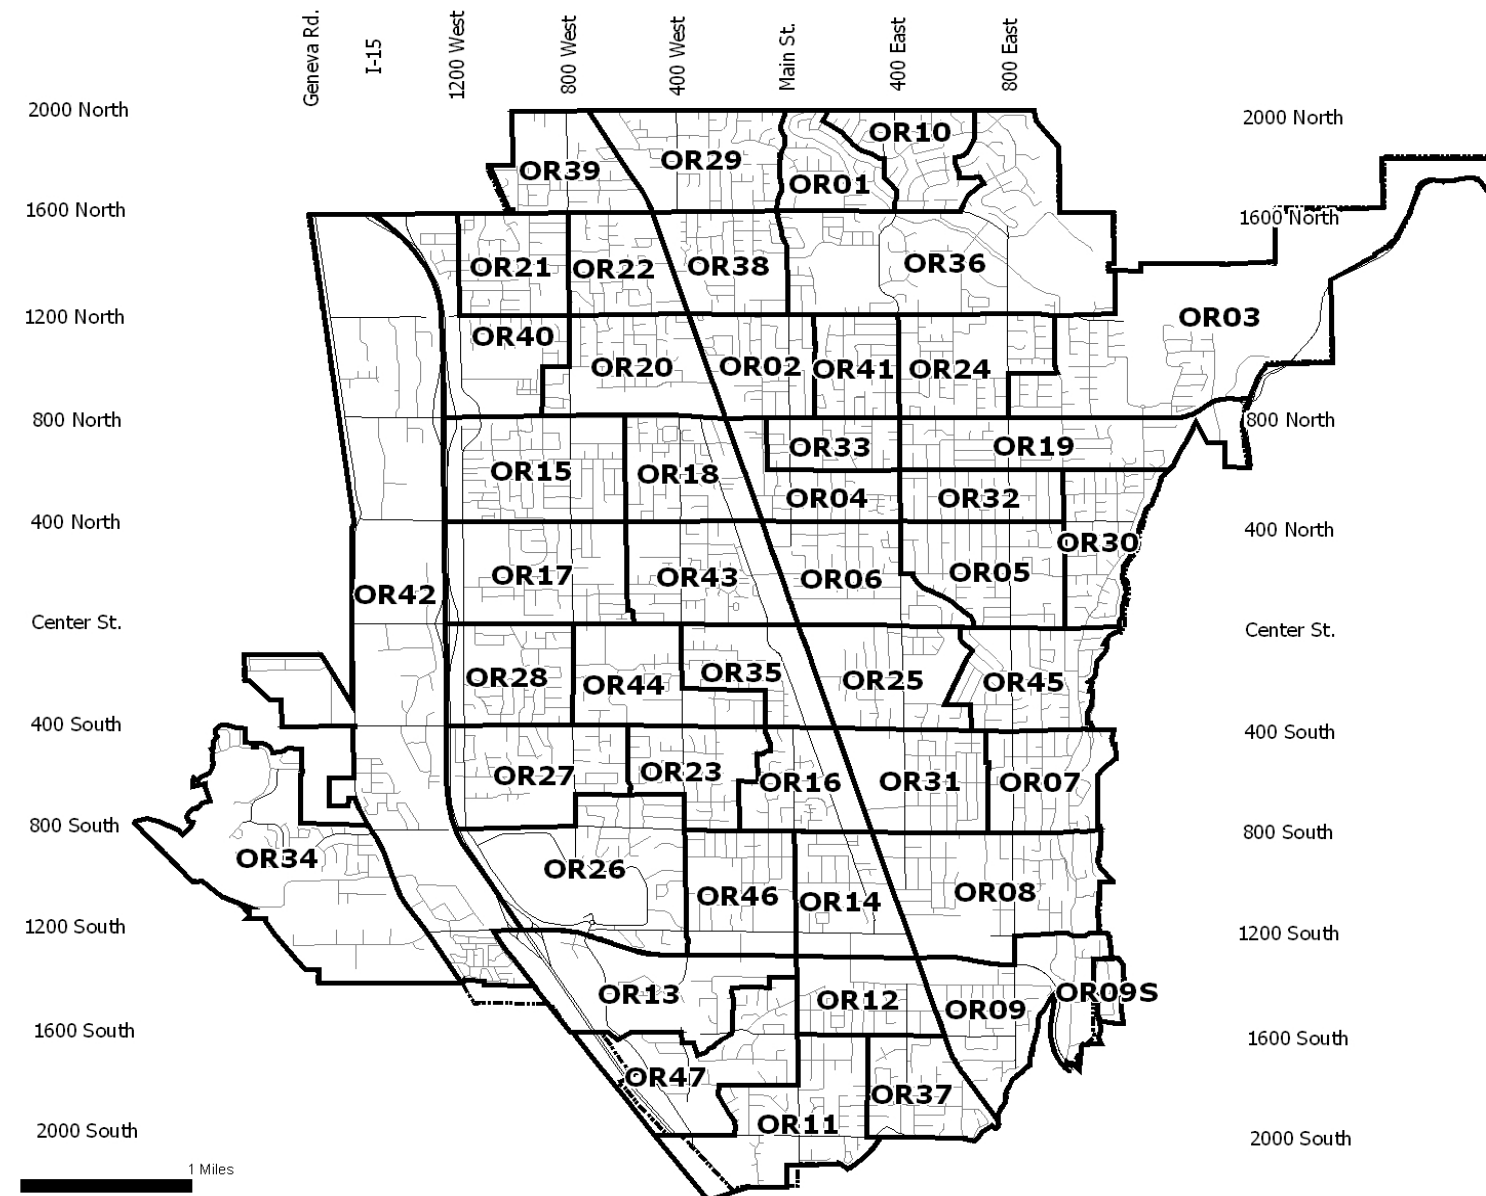 Geneva Rd.
I-15
1200 West
800 West
400 West
Main St.
400 East
800 East
2000 North
2000 North
OR10
OR29
OR39
OR01
1600 North
1600 North
OR21
OR22
OR38
OR36
1200 North
OR03
OR40
OR20
OR02
OR41
OR24
800 North
800 North
OR33
OR19
OR15
OR18
OR04
OR32
400 North
400 North
OR30
OR17
OR43
OR06
OR05
OR42
Center St.
Center St.
OR28
OR44
OR35
OR25
OR45
400 South
400 South
OR27
OR23
OR16
OR31
OR07
800 South
800 South
OR34
OR26
OR46
OR14
OR08
1200 South
1200 South
OR13
OR12
OR09
OR09S
1600 South
1600 South
OR47
OR37
OR11
2000 South
2000 South
1 Miles